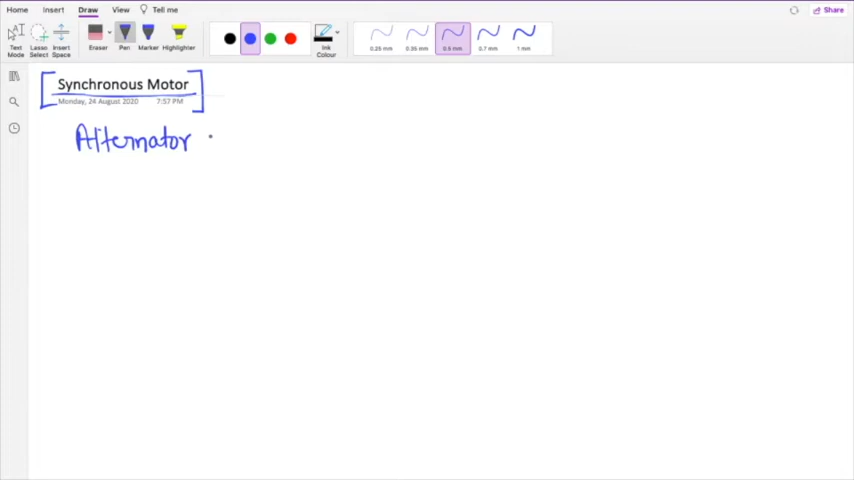 Home Insert Draw View Tell me Share
Text Mode Lasso Select Insert Space Eraser Pen Marker Highlighter Ink Colour 0.25 mm 0.35 mm 0.5 mm 0.7 mm 1 mm
Synchronous Motor
Monday, 24 August 2020 7:57 PM
Alternator